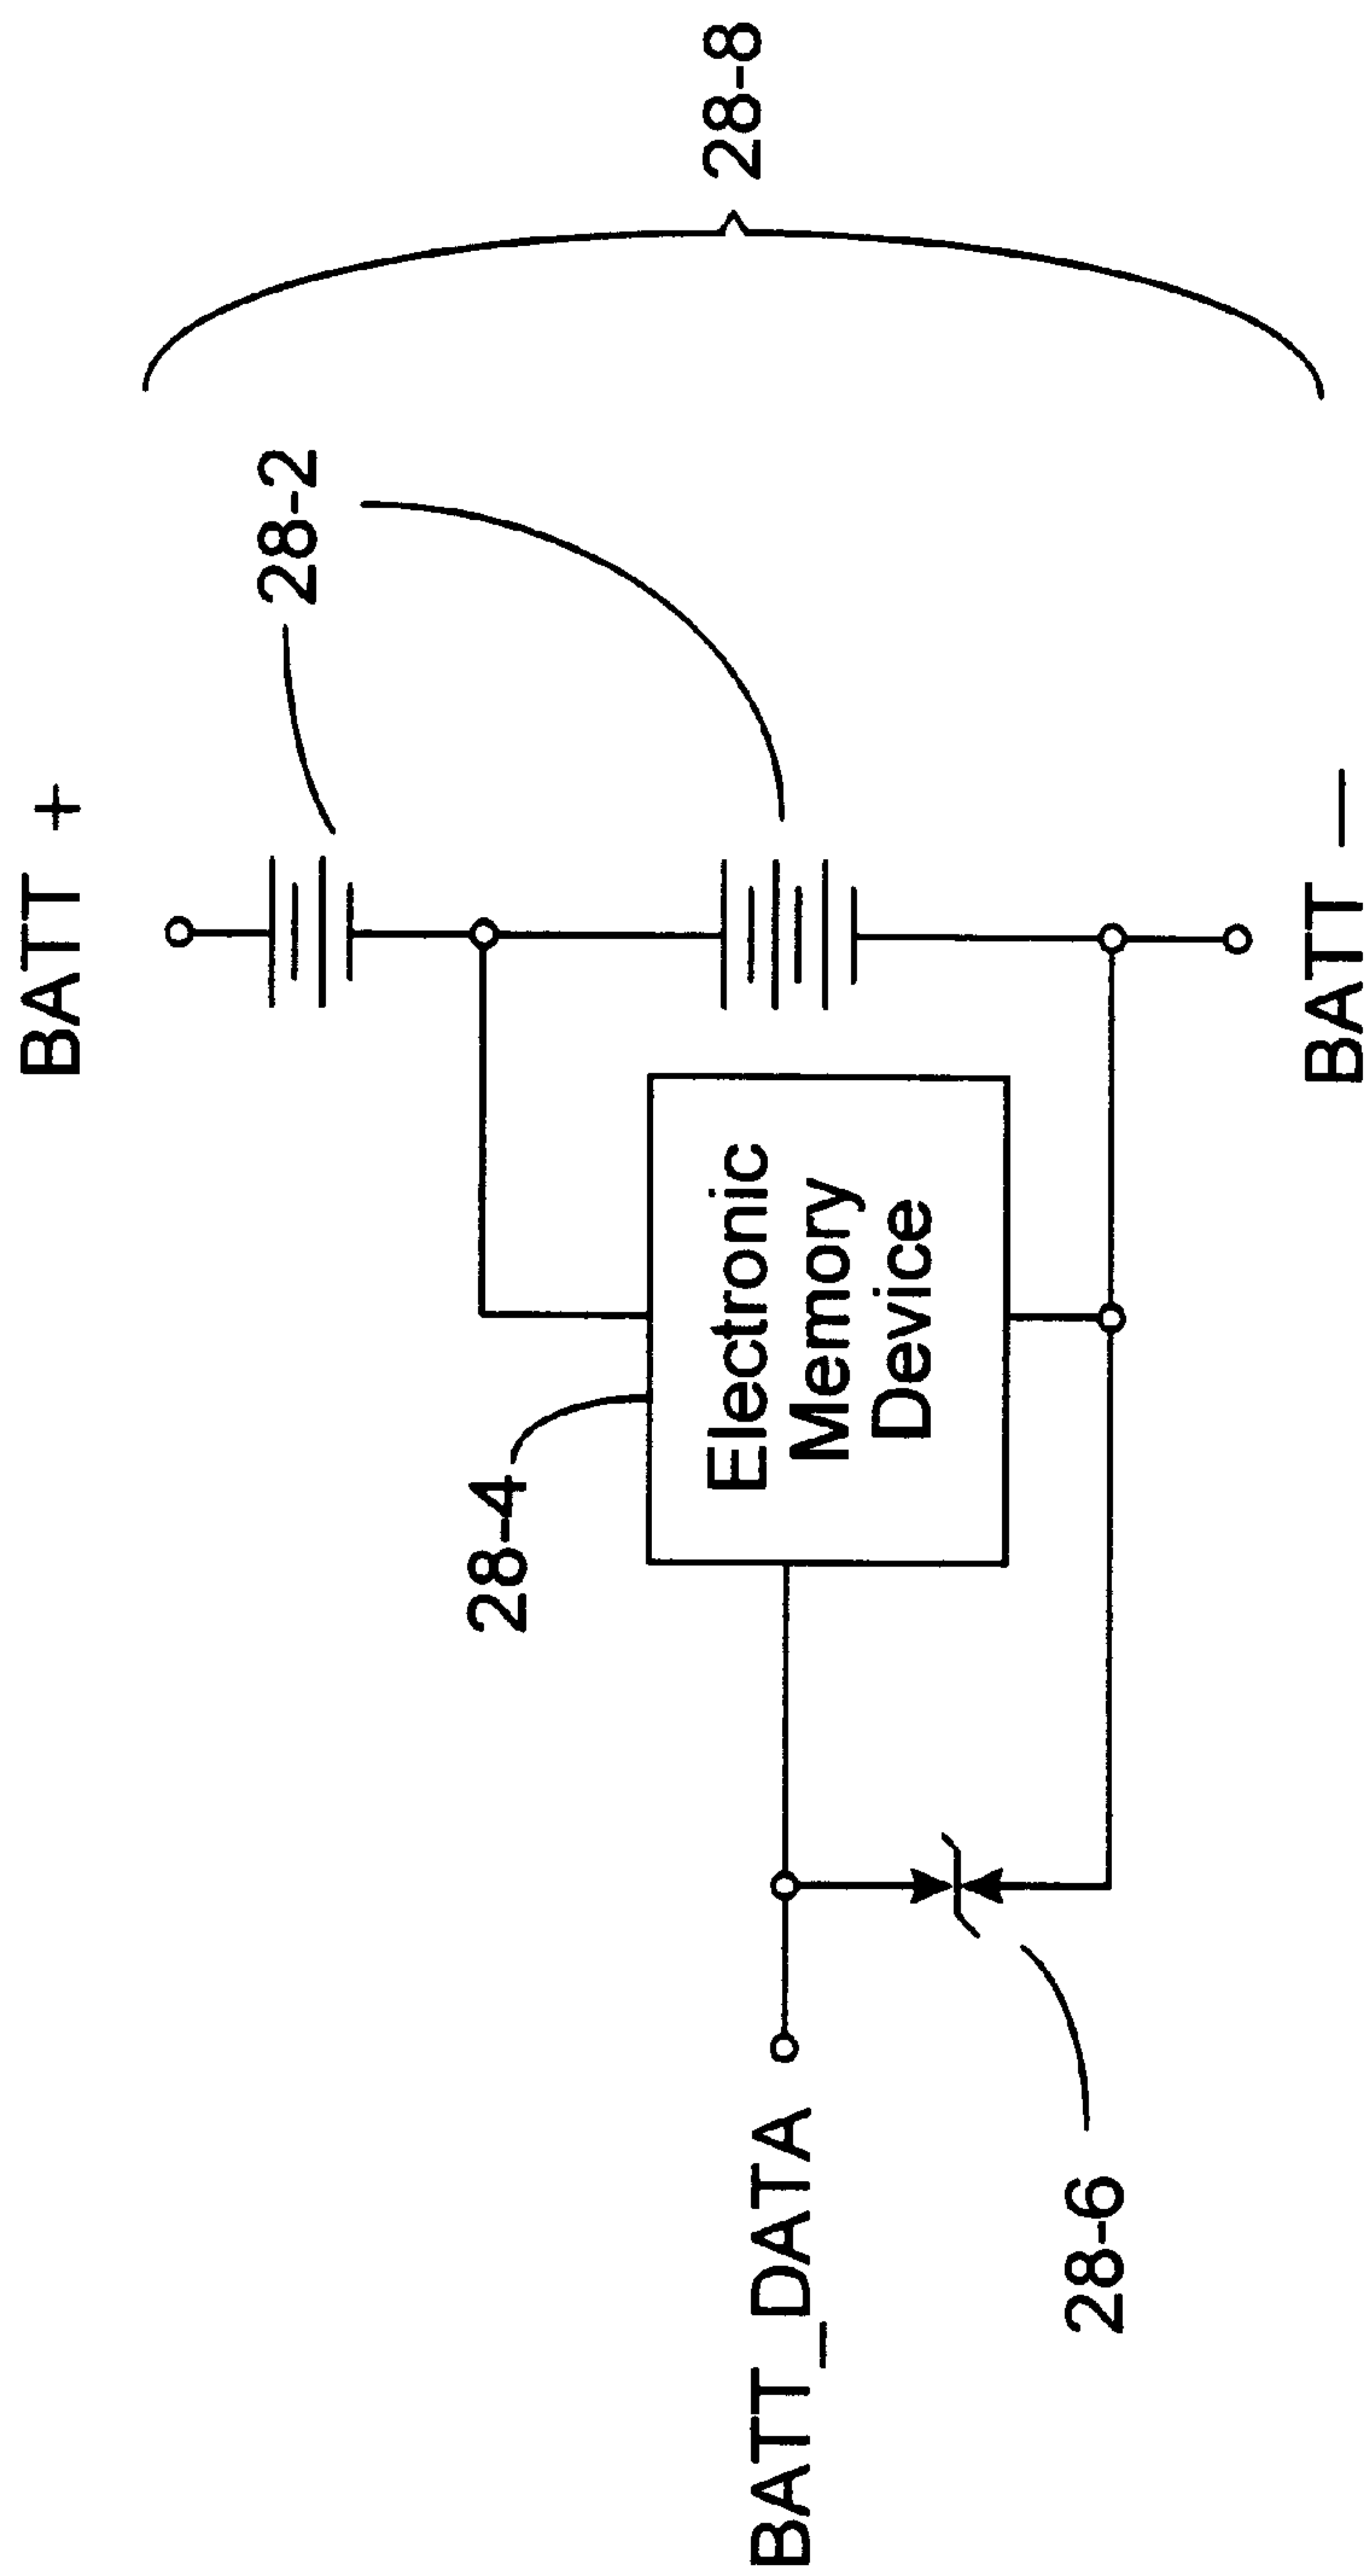 BATT +
28-2
28-8
28-4
Electronic
Memory
Device
BATT_DATA
28-6
BATT —